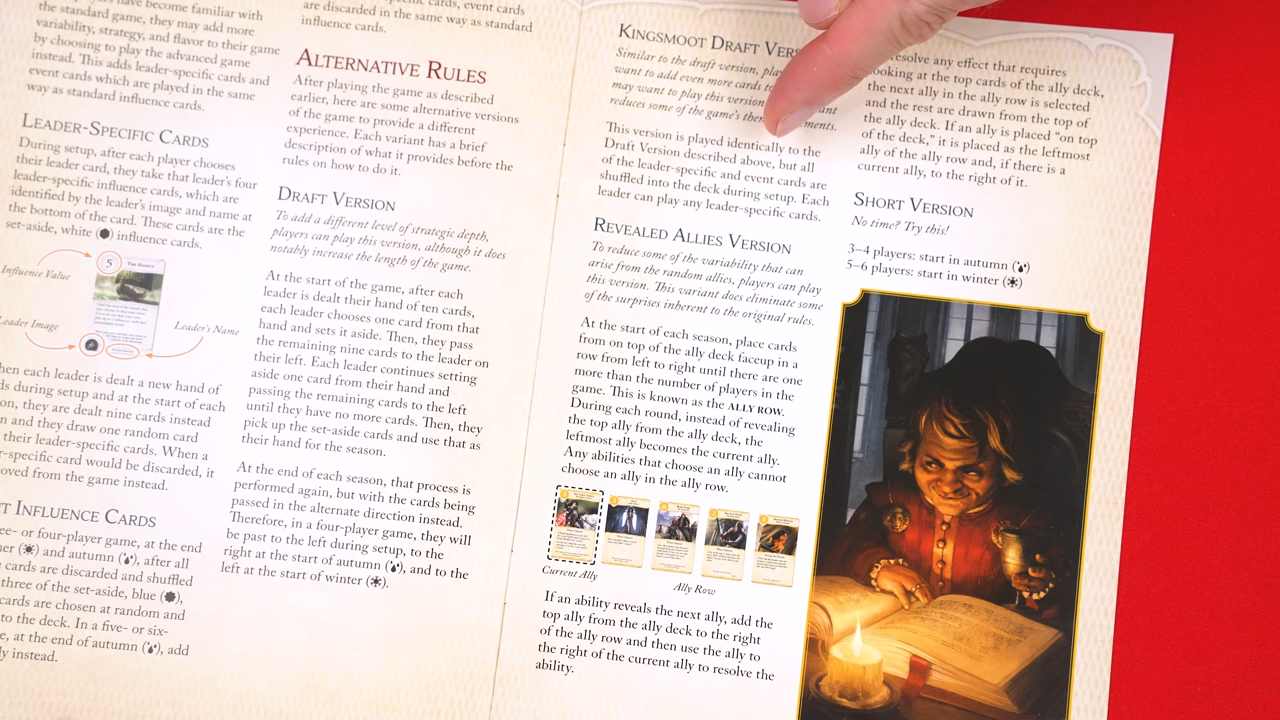 have become familiar with
the standard game, they may add more
variability, strategy, and flavor to their game
by choosing to play the advanced game
instead. This adds leader-specific cards and
event cards which are played in the same
way as standard influence cards.
LEADER-SPECIFIC CARDS
During setup, after each player chooses
their leader card, they take that leader's four
leader-specific influence cards, which are
identified by the leader's image and name at
the bottom of the card. These cards are the
set-aside, white () influence cards.
Influence Value
5
Leader Image
Leader's Name
hen each leader is dealt a new hand of
ds during setup and at the start of each
on, they are dealt nine cards instead
n and they draw one random card
their leader-specific cards. When a
r-specific card would be discarded, it
oved from the game instead.
T INFLUENCE CARDS
ee- or four-player game, at the end
er () and autumn (), after all
e cards are discarded and shuffled
three of the set-aside, blue (),
cards are chosen at random and
to the deck. In a five- or six-
e, at the end of autumn (), add
ly instead.
cards, event cards
are discarded in the same way as standard
influence cards.
ALTERNATIVE RULES
After playing the game as described
earlier, here are some alternative versions
of the game to provide a different
experience. Each variant has a brief
description of what it provides before the
rules on how to do it.
DRAFT VERSION
To add a different level of strategic depth,
players can play this version, although it does
notably increase the length of the game.
At the start of the game, after each
leader is dealt their hand of ten cards,
each leader chooses one card from that
hand and sets it aside. Then, they pass
the remaining nine cards to the leader on
their left. Each leader continues setting
aside one card from their hand and
passing the remaining cards to the left
until they have no more cards. Then, they
pick up the set-aside cards and use that as
their hand for the season.
At the end of each season, that process is
performed again, but with the cards being
passed in the alternate direction instead.
Therefore, in a four-player game, they will
be past to the left during setup, to the
right at the start of autumn (), and to the
left at the start of winter ().
KINGSMOOT DRAFT VERS
Similar to the draft version, play
want to add even more cards to
may want to play this version
reduces some of the game's
This version is played identically to the
Draft Version described above, but all
of the leader-specific and event cards are
shuffled into the deck during setup. Each
leader can play any leader-specific cards.
REVEALED ALLIES VERSION
To reduce some of the variability that can
arise from the random allies, players can play
this version. This variant does eliminate some
of the surprises inherent to the original rules.
At the start of each season, place cards
from on top of the ally deck faceup in a
row from left to right until there are one
more than the number of players in the
game. This is known as the ALLY ROW.
During each round, instead of revealing
the top ally from the ally deck, the
leftmost ally becomes the current ally.
Any abilities that choose an ally cannot
choose an ally in the ally row.
Current Ally
Ally Row
If an ability reveals the next ally, add the
top ally from the ally deck to the right
of the ally row and then use the ally to
the right of the current ally to resolve the
ability.
resolve any effect that requires
looking at the top cards of the ally deck,
the next ally in the ally row is selected
and the rest are drawn from the top of
the ally deck. If an ally is placed "on top
of the deck," it is placed as the leftmost
ally of the ally row and, if there is a
current ally, to the right of it.
SHORT VERSION
No time? Try this!
3–4 players: start in autumn ()
5–6 players: start in winter ()